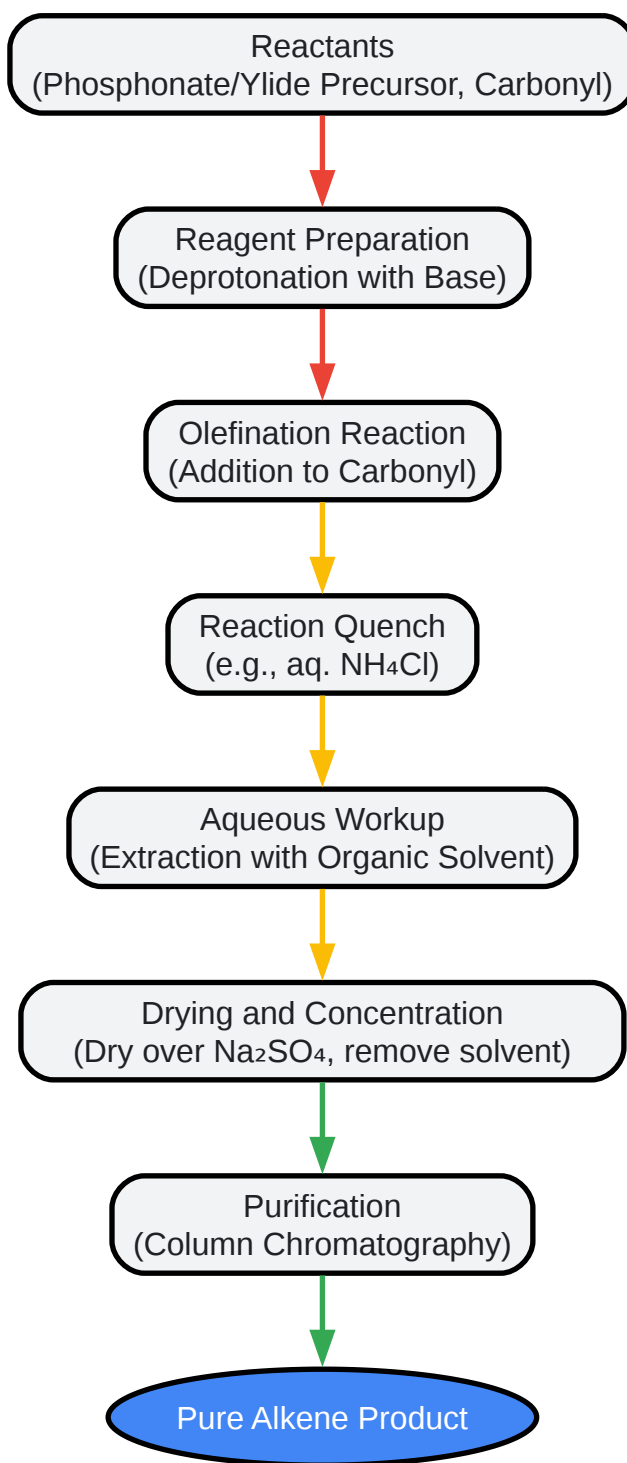 Reactants
(Phosphonate/Ylide Precursor, Carbonyl)
Reagent Preparation
(Deprotonation with Base)
Olefination Reaction
(Addition to Carbonyl)
Reaction Quench
(e.g., aq. NH₄Cl)
Aqueous Workup
(Extraction with Organic Solvent)
Drying and Concentration
(Dry over Na₂SO₄, remove solvent)
Purification
(Column Chromatography)
Pure Alkene Product